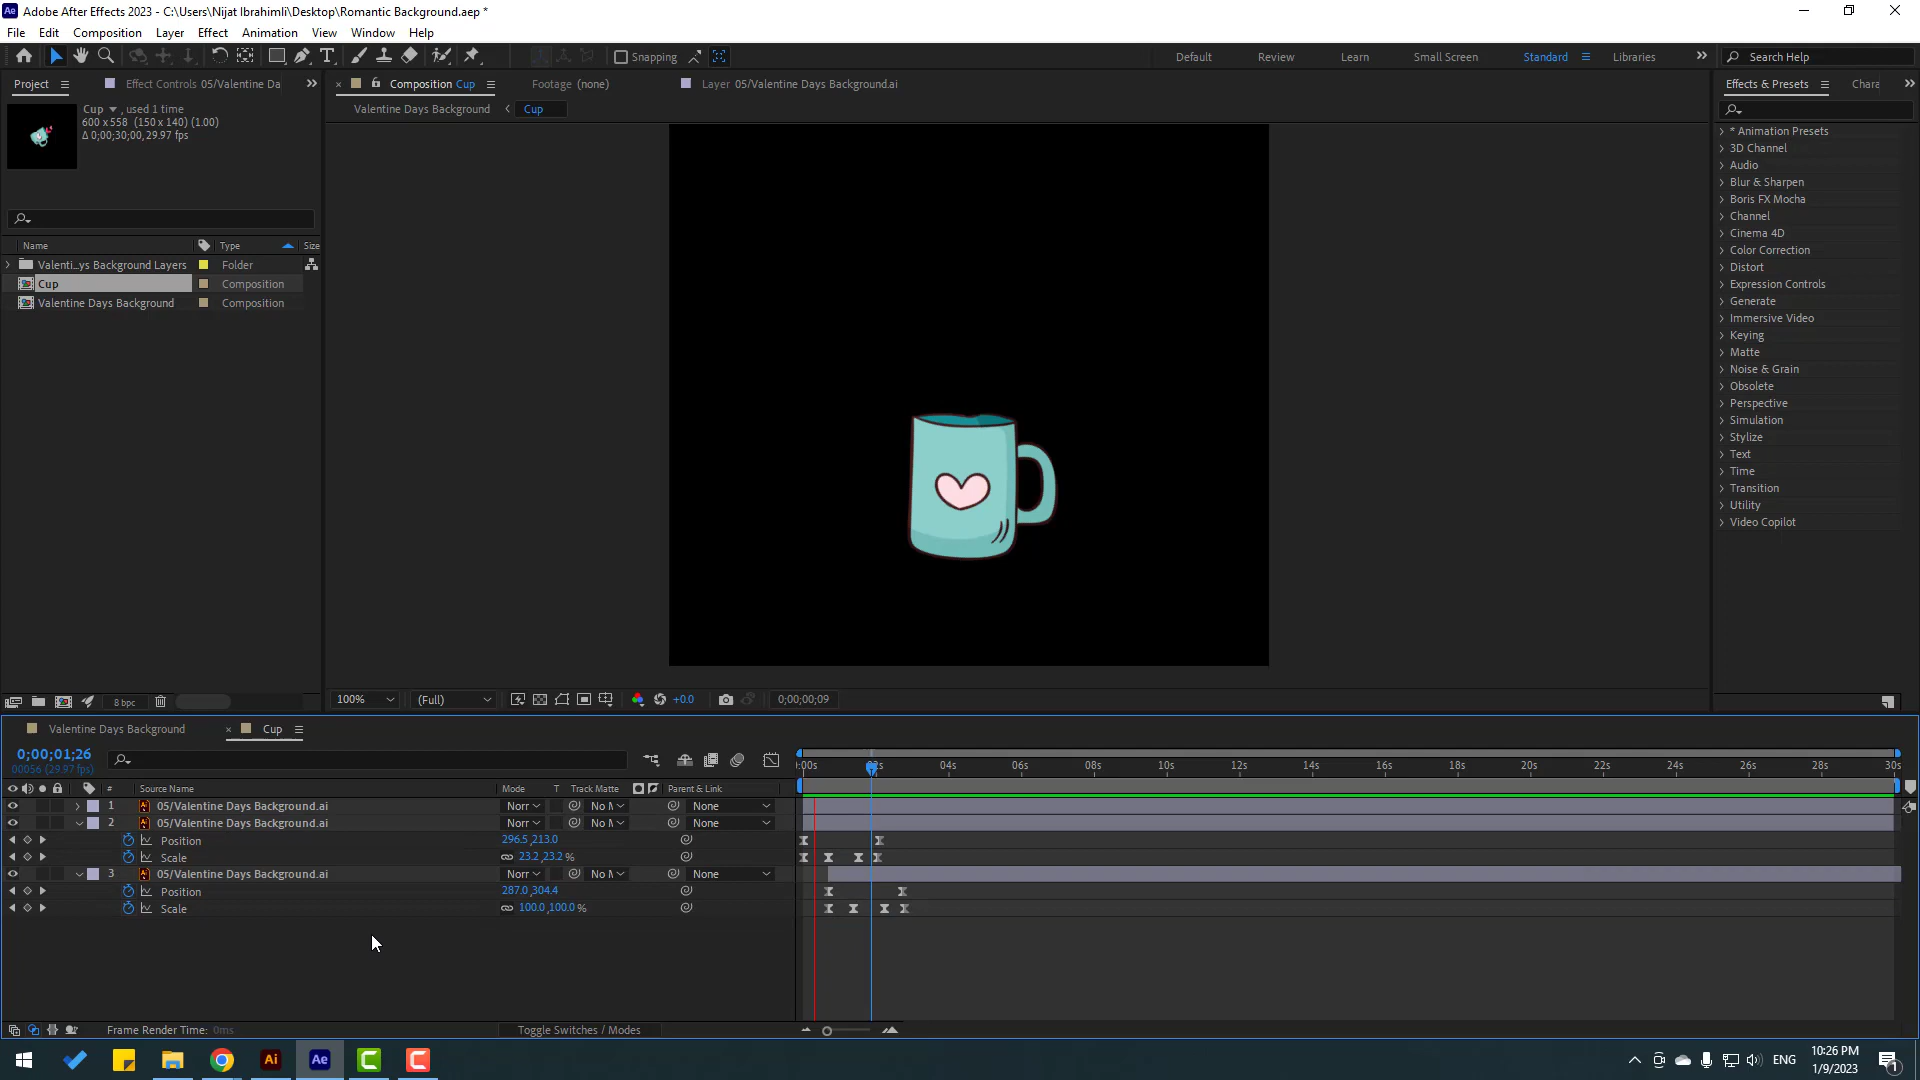 Adobe After Effects 2023 - C:\Users\Nijat Ibrahimli\Desktop\Romantic Background.aep *
File Edit Composition Layer Effect Animation View Window Help
Snapping Default Review Learn Small Screen Standard Libraries Search Help
Project Effect Controls 05/Valentine Da Composition Cup Footage (none) Layer 05/Valentine Days Background.ai Effects & Presets Chara
Cup , used 1 time
600 x 558 (150 x 140) (1.00)
Δ 0;00;30;00, 29.97 fps
Valentine Days Background Cup
Name Type Size
Valenti...ys Background Layers Folder
Cup Composition
Valentine Days Background Composition
* Animation Presets
3D Channel
Audio
Blur & Sharpen
Boris FX Mocha
Channel
Cinema 4D
Color Correction
Distort
Expression Controls
Generate
Immersive Video
Keying
Matte
Noise & Grain
Obsolete
Perspective
Simulation
Stylize
Text
Time
Transition
Utility
Video Copilot
8 bpc 100% (Full) +0.0 0;00;00;09
Valentine Days Background Cup
0;00;01;26
00056 (29.97 fps)
:00s 02s 04s 06s 08s 10s 12s 14s 16s 18s 20s 22s 24s 26s 28s 30s
# Source Name Mode T Track Matte Parent & Link
1 05/Valentine Days Background.ai Norr No M None
2 05/Valentine Days Background.ai Norr No M None
Position 296.5,213.0
Scale 23.2,23.2 %
3 05/Valentine Days Background.ai Norr No M None
Position 287.0,304.4
Scale 100.0,100.0 %
Frame Render Time: 0ms Toggle Switches / Modes
Ai Ae C C ENG 10:26 PM
1/9/2023 1